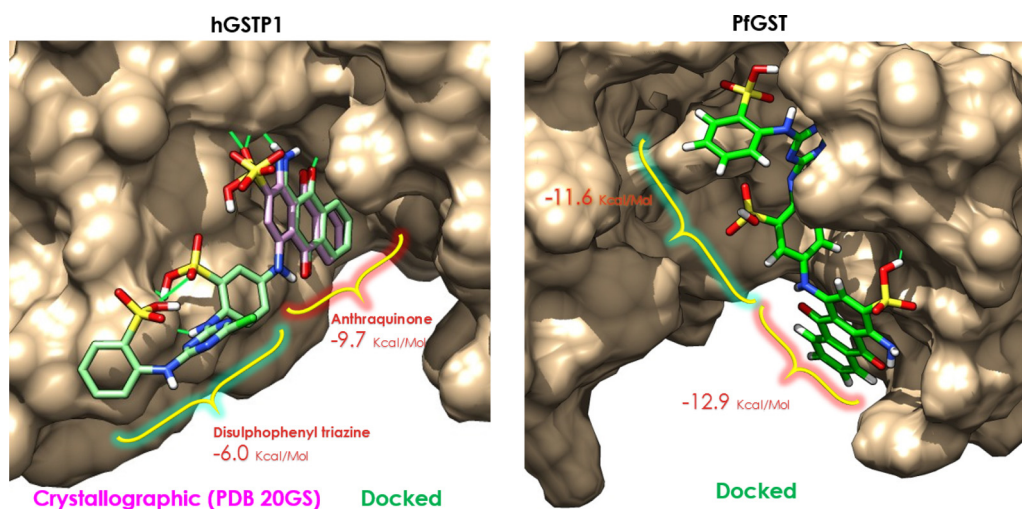 hGSTP1
PfGST
Anthraquinone
-9.7 Kcal/Mol
Disulphophenyl triazine
-6.0 Kcal/Mol
Crystallographic (PDB 20GS)
Docked
-11.6 Kcal/Mol
-12.9 Kcal/Mol
Docked